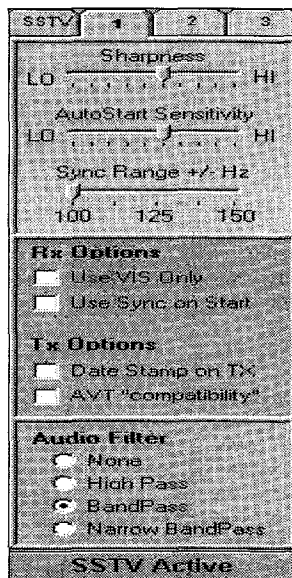 SSTV 1 2 3
Sharpness
LO HI
AutoStart Sensitivity
LO HI
Sync Range +/- Hz
100 125 150
Rx Options
Use VIS Only
Use Sync on Start
Tx Options
Date Stamp on TX
AVT "compatibility"
Audio Filter
None
High Pass
BandPass
Narrow BandPass
SSTV Active